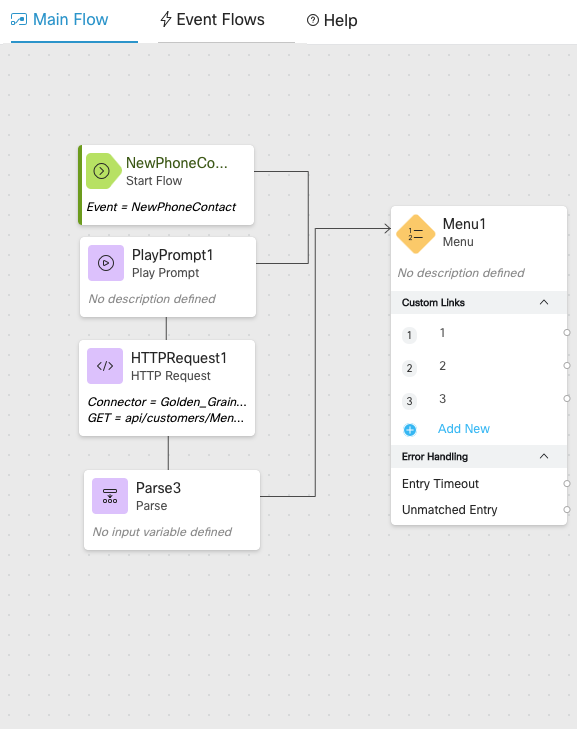 Main Flow
Event Flows
Help
NewPhoneCo...
Start Flow
Event = NewPhoneContact
PlayPrompt1
Play Prompt
No description defined
HTTPRequest1
HTTP Request
Connector = Golden_Grain...
GET = api/customers/Men...
Parse3
Parse
No input variable defined
Menu1
Menu
No description defined
Custom Links
1 1
2 2
3 3
Add New
Error Handling
Entry Timeout
Unmatched Entry